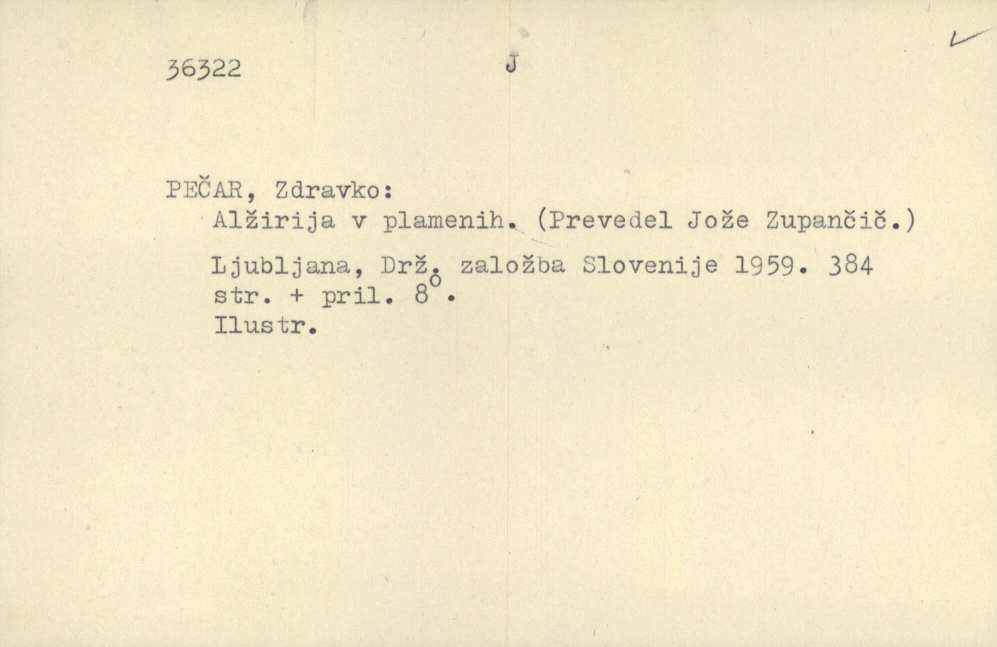 36322 J
PEČAR, Zdravko:
Alžirija v plamenih. (Prevedel Jože Zupančič.)
Ljubljana, Drž. založba Slovenije 1959. 384
str. + pril. 8°.
Ilustr.